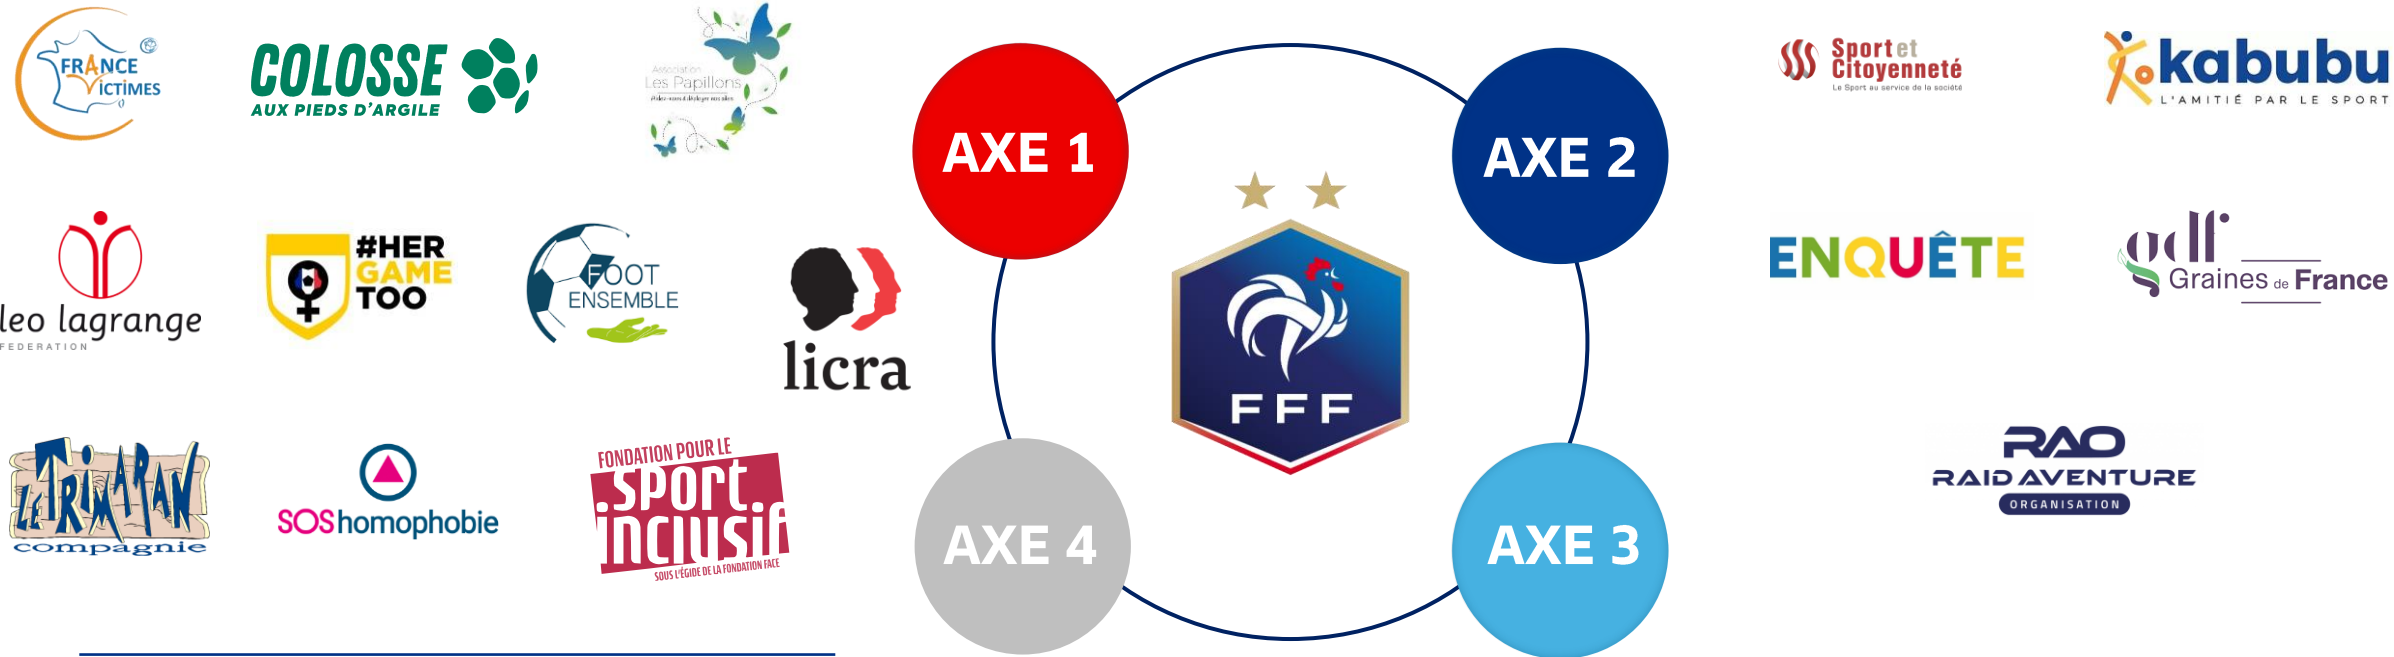 FRANCE
VICTIMES
COLOSSE
AUX PIEDS D'ARGILE
Association
Les Papillons
AXE 1
AXE 2
Sport et
Citoyenneté
Le Sport au service de la société
kabubu
L'AMITIÉ PAR LE SPORT
leo lagrange
FEDERATION
#HER
GAME
TOO
FOOT
ENSEMBLE
licra
FFF
ENQUÊTE
gdf
Graines de France
LE TRIMARAN
compagnie
SOS homophobie
FONDATION POUR LE
sport
inclusif
SOUS L'ÉGIDE DE LA FONDATION FACE
AXE 4
AXE 3
RAO
RAID AVENTURE
ORGANISATION